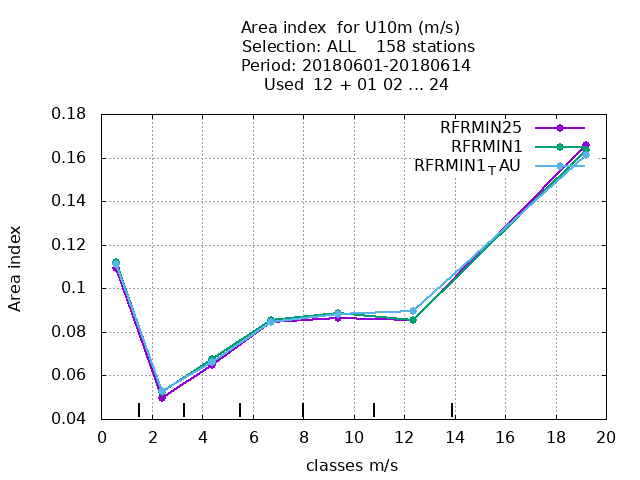 Area index  for U10m (m/s)
Selection: ALL    158 stations
Period: 20180601-20180614
Used  12 + 01 02 ... 24
RFRMIN25
RFRMIN1
RFRMIN1TAU
0.18
0.16
0.14
0.12
0.1
0.08
0.06
0.04
Area index
0 2 4 6 8 10 12 14 16 18 20
classes m/s